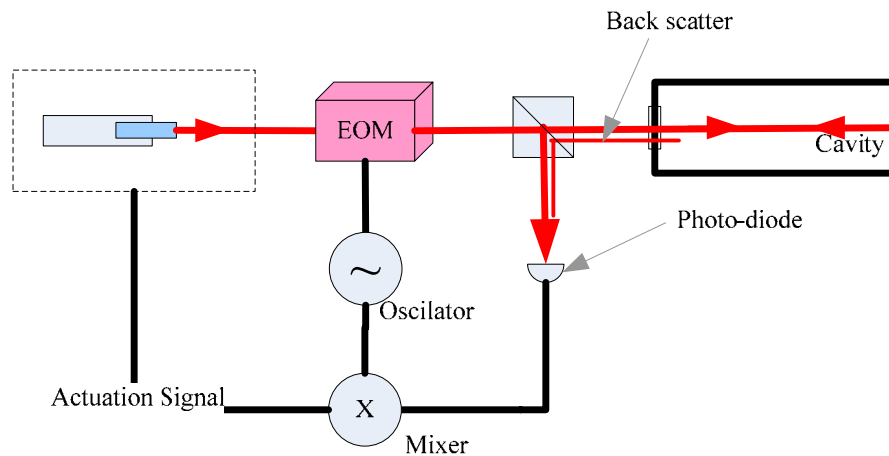 Back scatter
EOM
Cavity
Photo-diode
~
Oscilator
Actuation Signal
X
Mixer